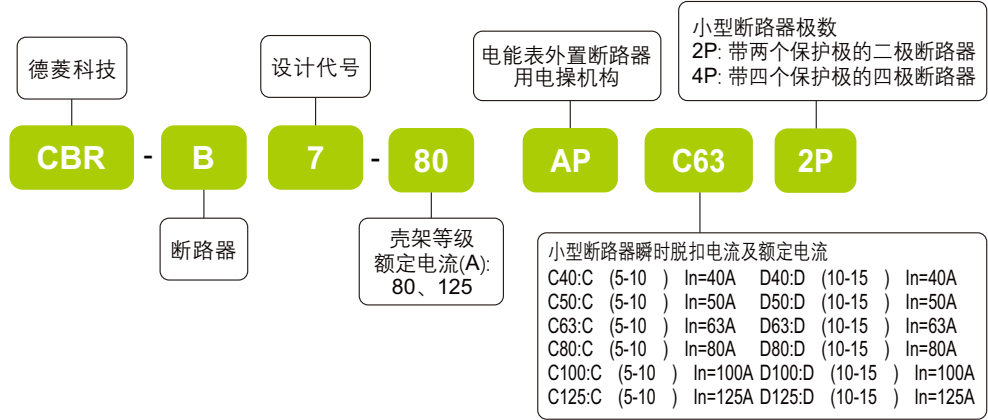 小型断路器极数
2P: 带两个保护极的二极断路器
4P: 带四个保护极的四极断路器
德菱科技
设计代号
电能表外置断路器
用电操机构
CBR - B 7 - 80 AP C63 2P
断路器
壳架等级
额定电流(A):
80、125
小型断路器瞬时脱扣电流及额定电流
C40:C (5-10 ) In=40A D40:D (10-15 ) In=40A
C50:C (5-10 ) In=50A D50:D (10-15 ) In=50A
C63:C (5-10 ) In=63A D63:D (10-15 ) In=63A
C80:C (5-10 ) In=80A D80:D (10-15 ) In=80A
C100:C (5-10 ) In=100A D100:D (10-15 ) In=100A
C125:C (5-10 ) In=125A D125:D (10-15 ) In=125A